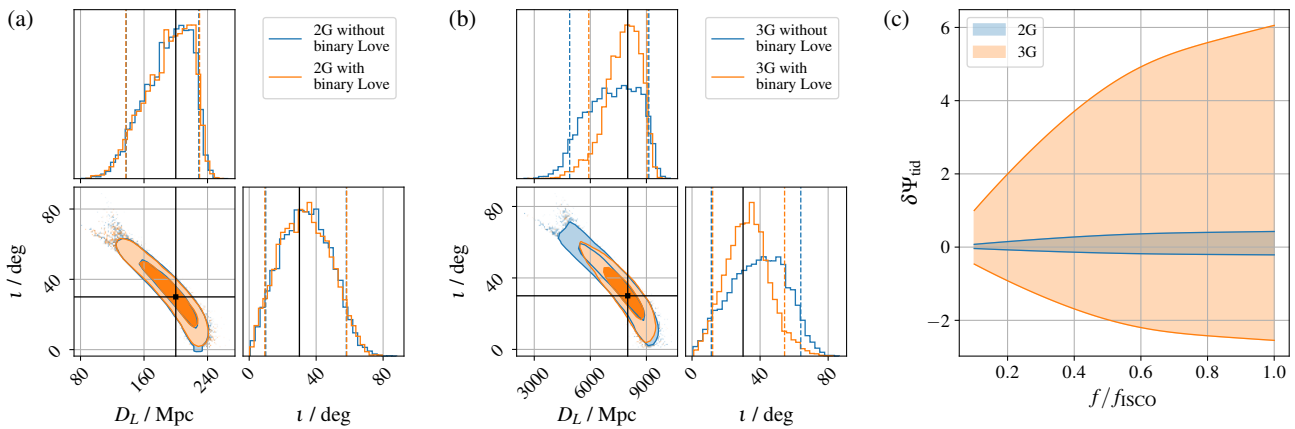 (a)
2G without
binary Love
2G with
binary Love
ι / deg
80
40
0
80
160
240
D_L / Mpc
0
40
80
ι / deg
(b)
3G without
binary Love
3G with
binary Love
ι / deg
80
40
0
3000
6000
9000
D_L / Mpc
0
40
80
ι / deg
(c)
2G
3G
δΨ_tid
6
4
2
0
−2
0.2
0.4
0.6
0.8
1.0
f/f_ISCO